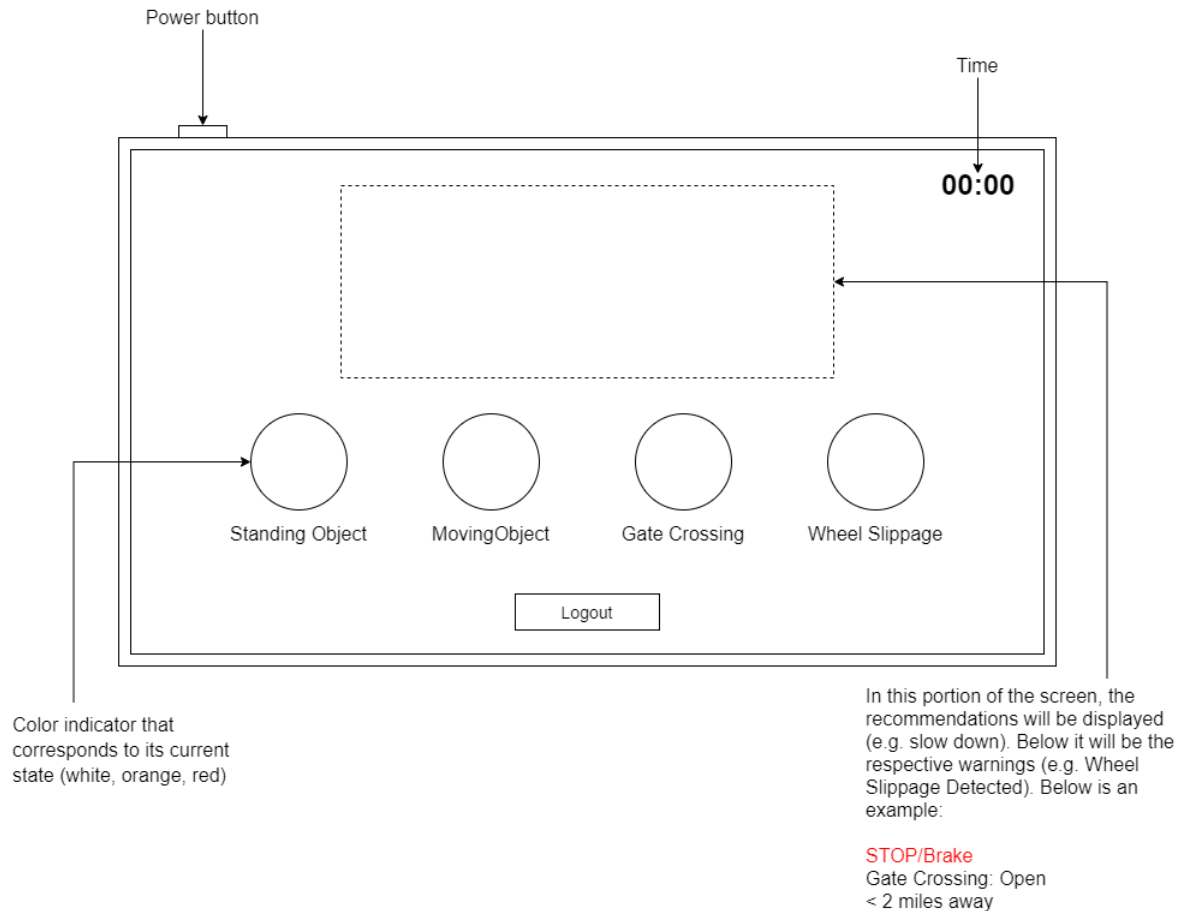 Power button
Time
00:00
Standing Object
MovingObject
Gate Crossing
Wheel Slippage
Logout
Color indicator that
corresponds to its current
state (white, orange, red)
In this portion of the screen, the
recommendations will be displayed
(e.g. slow down). Below it will be the
respective warnings (e.g. Wheel
Slippage Detected). Below is an
example:
STOP/Brake
Gate Crossing: Open
< 2 miles away